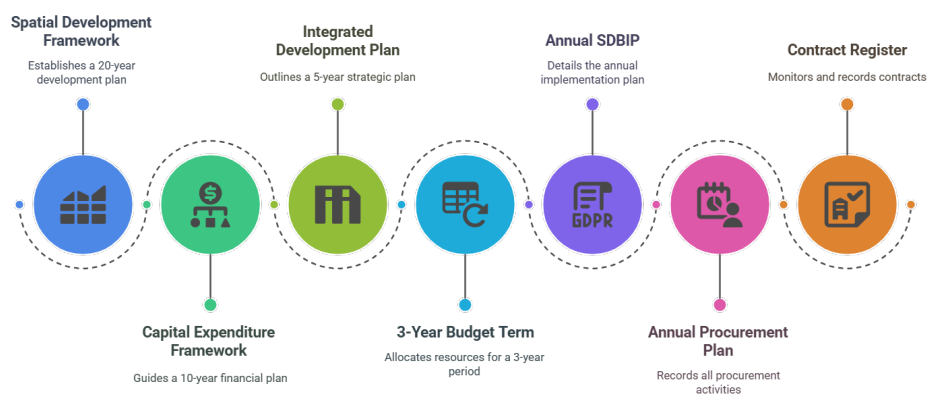 Spatial Development
Framework
Establishes a 20-year
development plan
Capital Expenditure
Framework
Guides a 10-year financial plan
Integrated
Development Plan
Outlines a 5-year strategic plan
3-Year Budget Term
Allocates resources for a 3-year
period
Annual SDBIP
Details the annual
implementation plan
GDPR
Annual Procurement
Plan
Records all procurement
activities
Contract Register
Monitors and records contracts